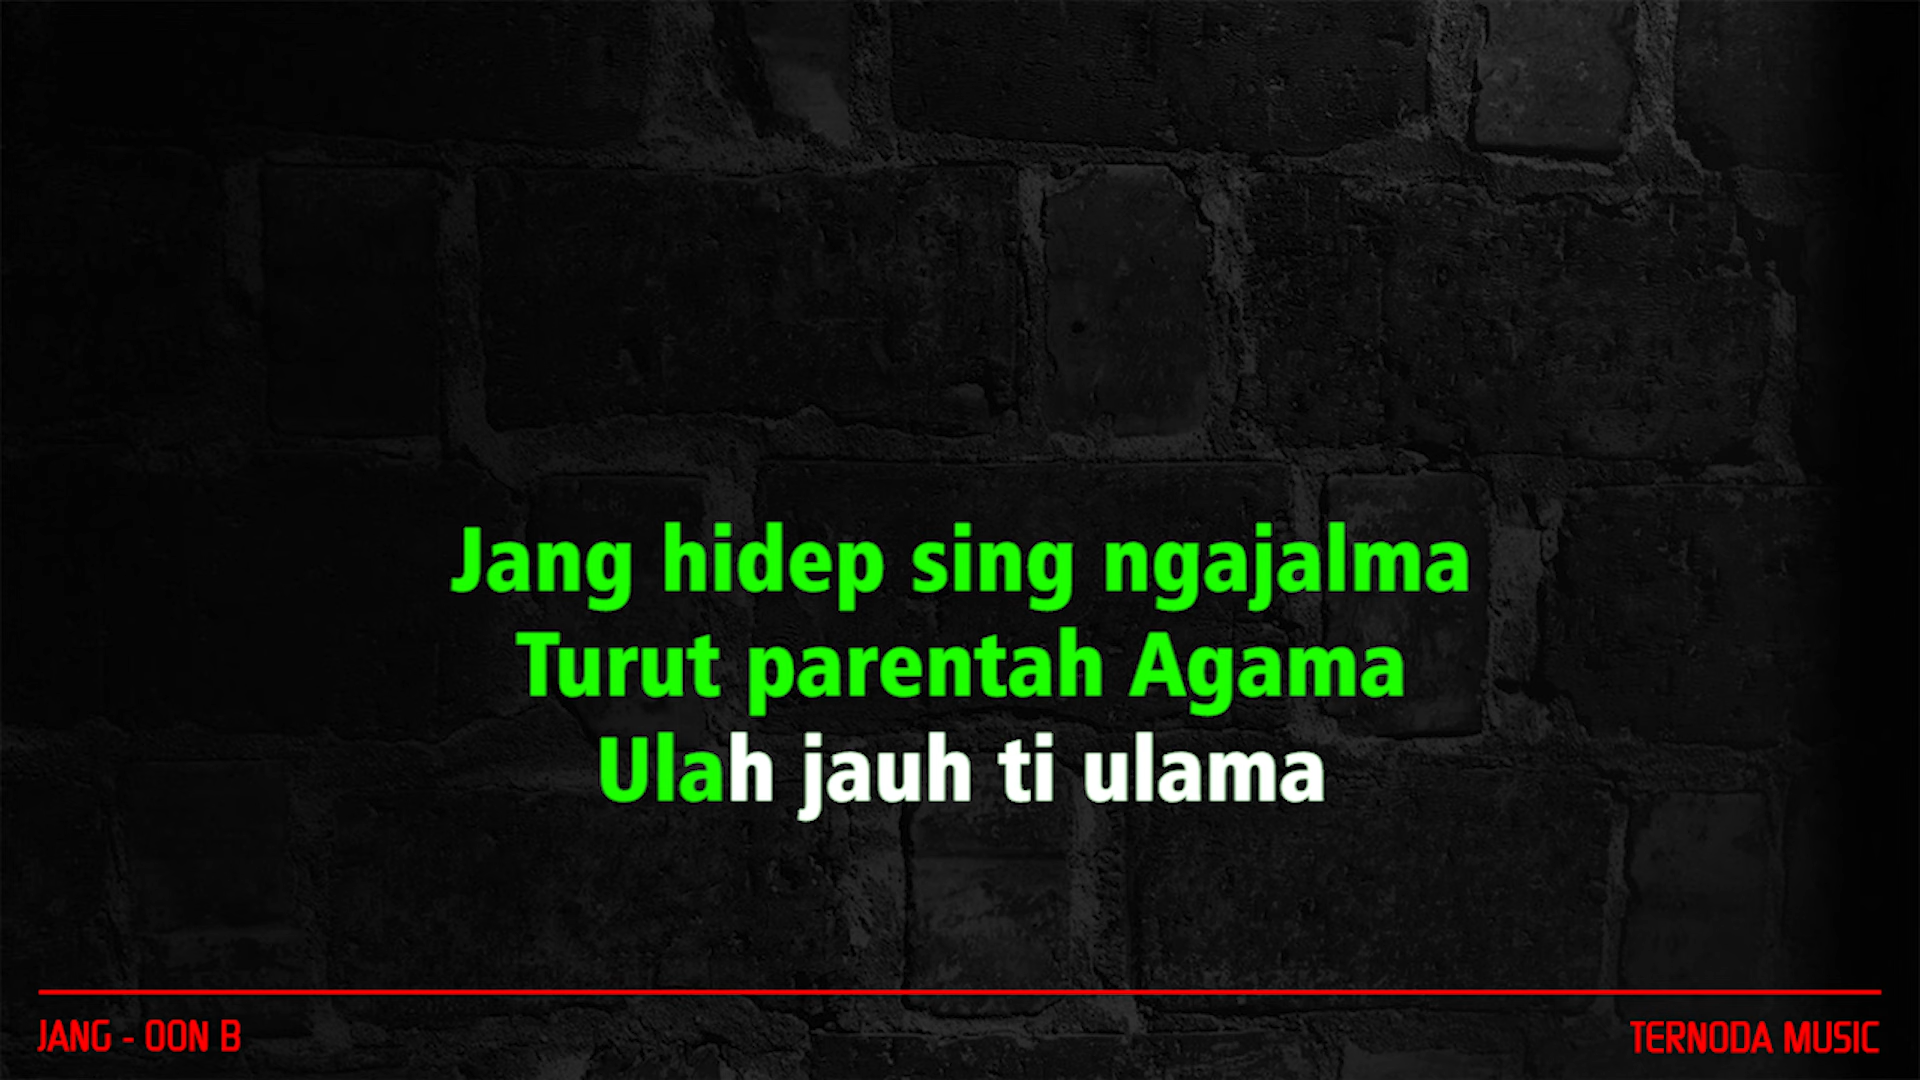 Jang hidep sing ngajalma
Turut parentah Agama
Ulah jauh ti ulama
JANG - OON B
TERNODA MUSIC